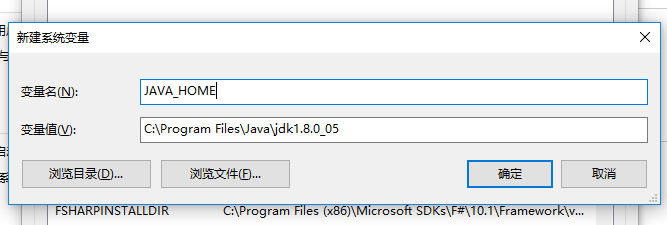 新建系统变量
变量名(N):
JAVA_HOME
变量值(V):
C:\Program Files\Java\jdk1.8.0_05
浏览目录(D)...
浏览文件(F)...
确定
取消
FSHARPINSTALLDIR C:\Program Files (x86)\Microsoft SDKs\F#\10.1\Framework\v...